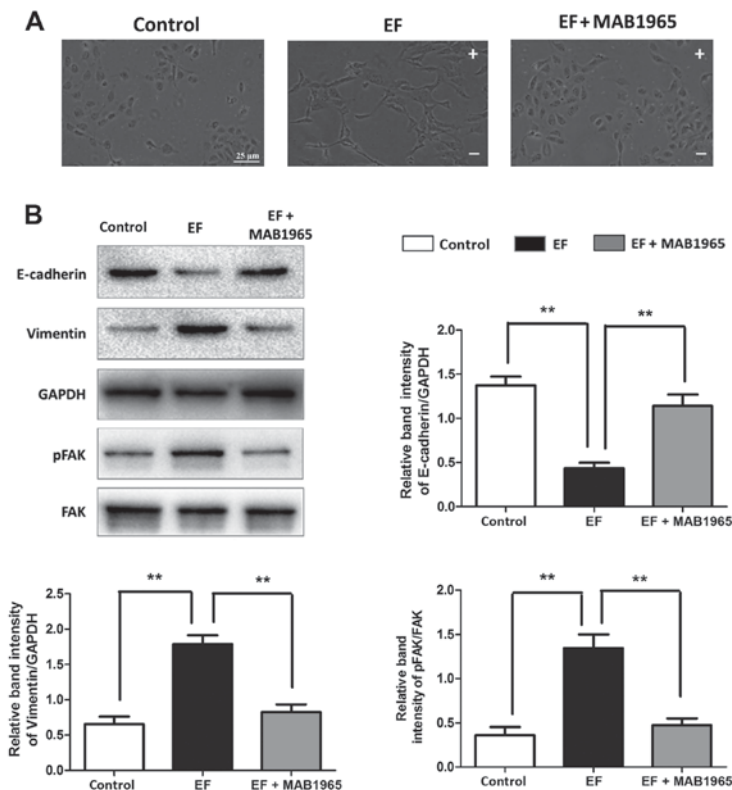 A
Control
EF
EF + MAB1965
+
+
25 µm
−
−
B
Control
EF
EF +
MAB1965
E-cadherin
Vimentin
GAPDH
pFAK
FAK
Control
EF
EF + MAB1965
Relative band intensity
of E-cadherin/GAPDH
2.0
1.5
1.0
0.5
0.0
**
**
Control
EF
EF + MAB1965
Relative band intensity
of Vimentin/GAPDH
2.5
2.0
1.5
1.0
0.5
0.0
**
**
Control
EF
EF + MAB1965
Relative band
intensity of pFAK/FAK
2.0
1.5
1.0
0.5
0.0
**
**
Control
EF
EF + MAB1965